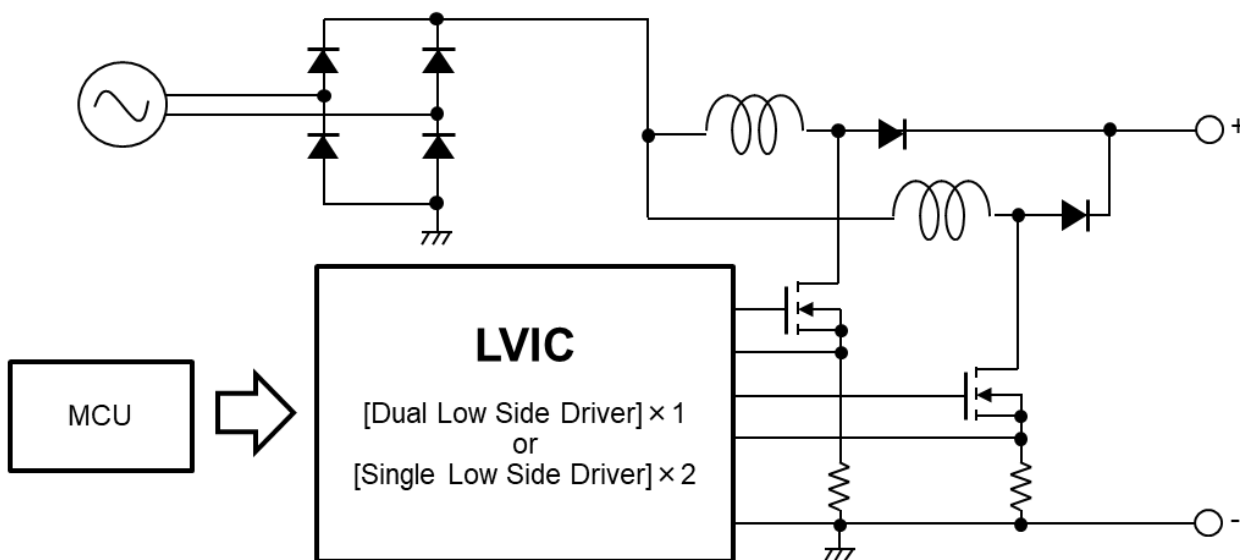 +
LVIC
[Dual Low Side Driver]×1
or
[Single Low Side Driver]×2
MCU
-